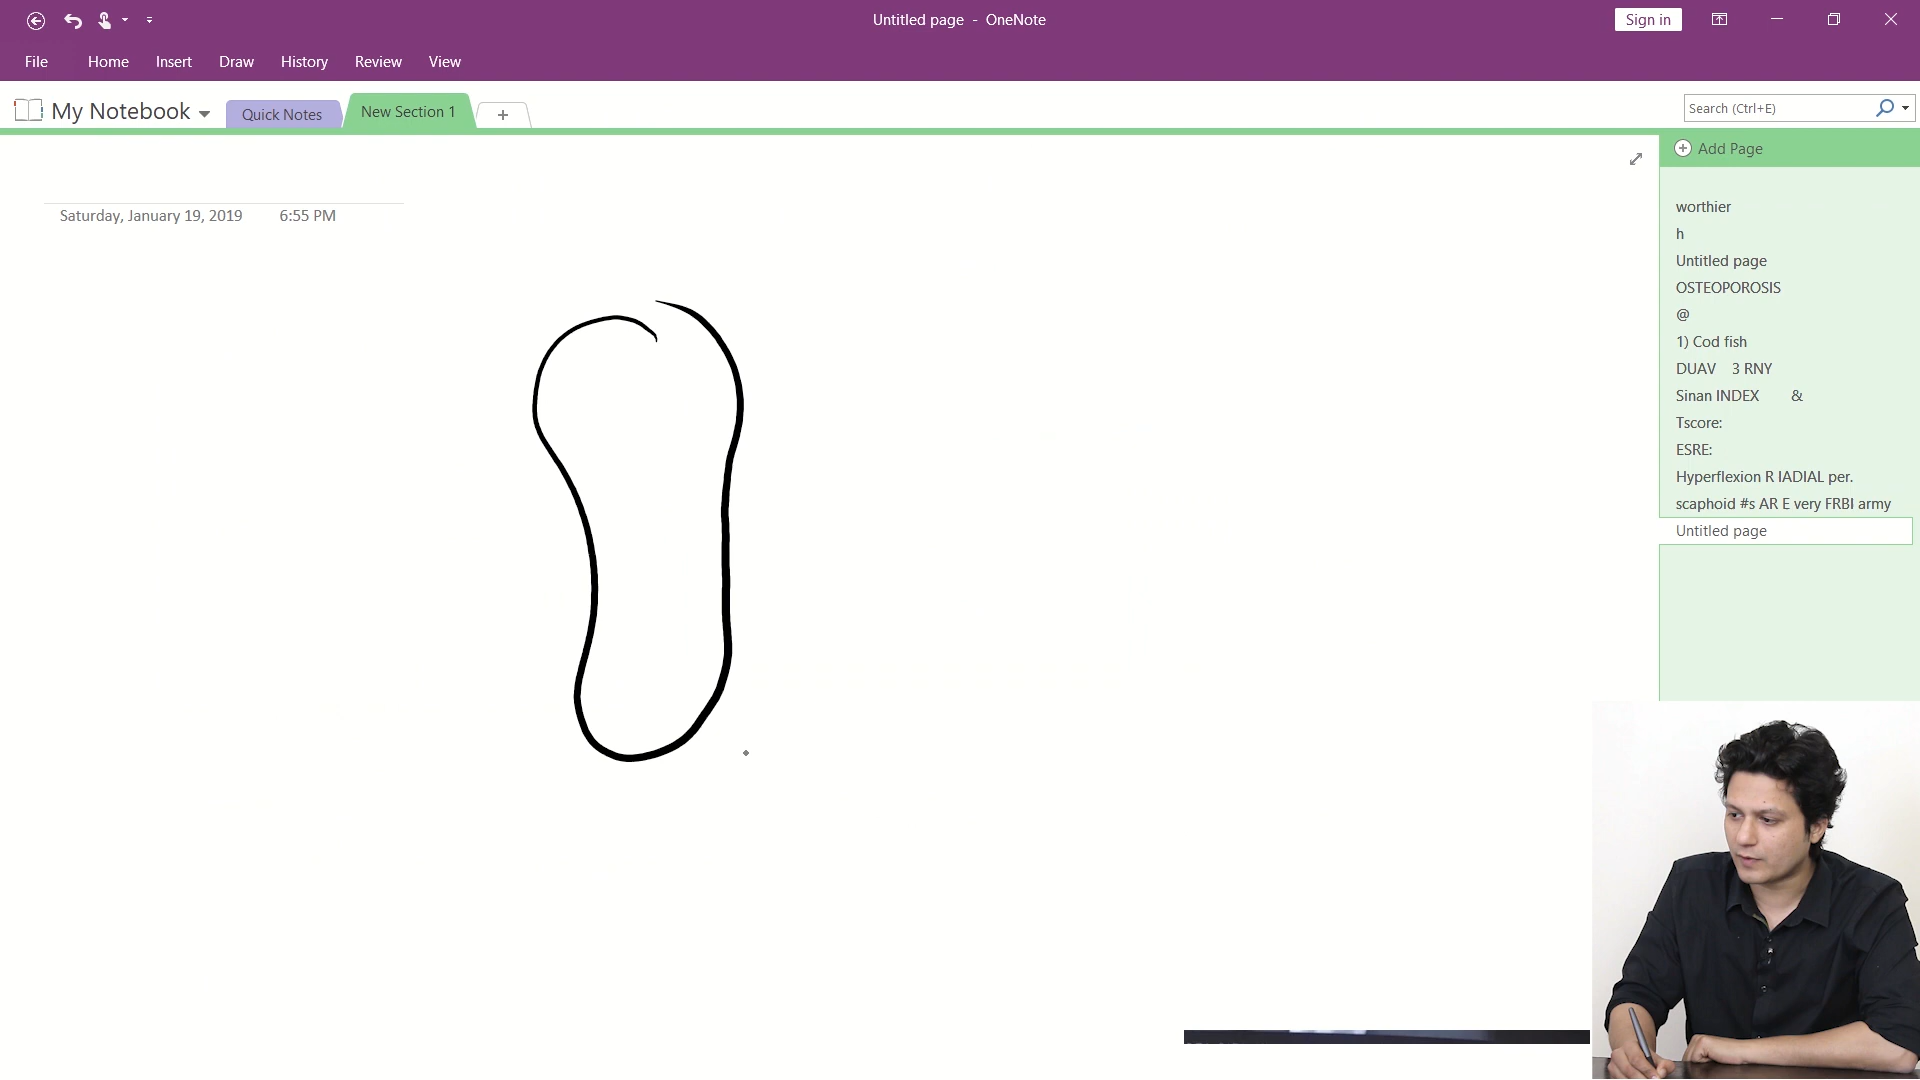 Untitled page - OneNote
Sign in
File Home Insert Draw History Review View
My Notebook Quick Notes New Section 1 +
Search (Ctrl+E)
Add Page
Saturday, January 19, 2019 6:55 PM
worthier
h
Untitled page
OSTEOPOROSIS
@
1) Cod fish
DUAV 3 RNY
Sinan INDEX &
Tscore:
ESRE:
Hyperflexion R IADIAL per.
scaphoid #s AR E very FRBI army
Untitled page